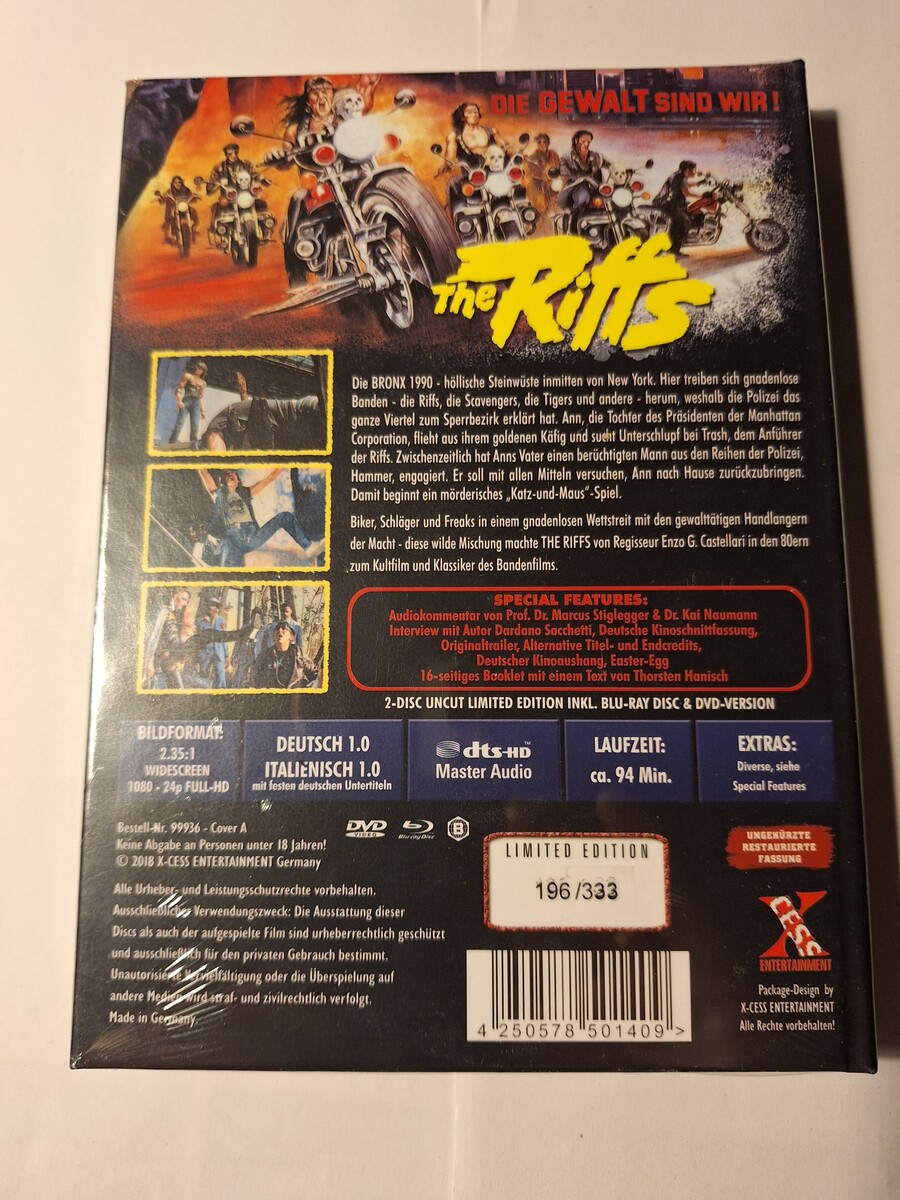 DIE GEWALT SIND WIR!
The Riffs
Die BRONX 1990 - höllische Steinwüste inmitten von New York. Hier treiben sich gnadenlose
Banden - die Riffs, die Scavengers, die Tigers und andere - herum, weshalb die Polizei das
ganze Viertel zum Sperrbezirk erklärt hat. Ann, die Tochter des Präsidenten der Manhattan
Corporation, flieht aus ihrem goldenen Käfig und sucht Unterschlupf bei Trash, dem Anführer
der Riffs. Zwischenzeitlich hat Anns Vater einen berüchtigten Mann aus den Reihen der Polizei,
Hammer, engagiert. Er soll mit allen Mitteln versuchen, Ann nach Hause zurückzubringen.
Damit beginnt ein mörderisches „Katz-und-Maus"-Spiel.
Biker, Schläger und Freaks in einem gnadenlosen Wettstreit mit den gewalttätigen Handlangern
der Macht - diese wilde Mischung machte THE RIFFS von Regisseur Enzo G. Castellari in den 80ern
zum Kultfilm und Klassiker des Bandenfilms.
SPECIAL FEATURES:
Audiokommentar von Prof. Dr. Marcus Stiglegger & Dr. Kai Naumann
Interview mit Autor Dardano Sacchetti, Deutsche Kinoschnittfassung,
Originaltrailer, Alternative Titel- und Endcredits,
Deutscher Kinoaushang, Easter-Egg
16-seitiges Booklet mit einem Text von Thorsten Hanisch
2-DISC UNCUT LIMITED EDITION INKL. BLU-RAY DISC & DVD-VERSION
BILDFORMAT:
2.35:1
WIDESCREEN
1080 - 24p FULL-HD
DEUTSCH 1.0
ITALIENISCH 1.0
mit festen deutschen Untertiteln
dts-HD™
Master Audio
LAUFZEIT:
ca. 94 Min.
EXTRAS:
Diverse, siehe
Special Features
Bestell-Nr. 99936 - Cover A
Keine Abgabe an Personen unter 18 Jahren!
© 2018 X-CESS ENTERTAINMENT Germany
DVD VIDEO
Blu-ray Disc
B
Alle Urheber- und Leistungsschutzrechte vorbehalten.
Ausschließlicher Verwendungszweck: Die Ausstattung dieser
Discs als auch der aufgespielte Film sind urheberrechtlich geschützt
und ausschließlich für den privaten Gebrauch bestimmt.
Unautorisierte Vervielfältigung oder die Überspielung auf
andere Medien wird straf- und zivilrechtlich verfolgt.
Made in Germany.
LIMITED EDITION
196/333
4 250578 501409 >
UNGEKÜRZTE
RESTAURIERTE
FASSUNG
XCESS
ENTERTAINMENT
Package-Design by
X-CESS ENTERTAINMENT
Alle Rechte vorbehalten!